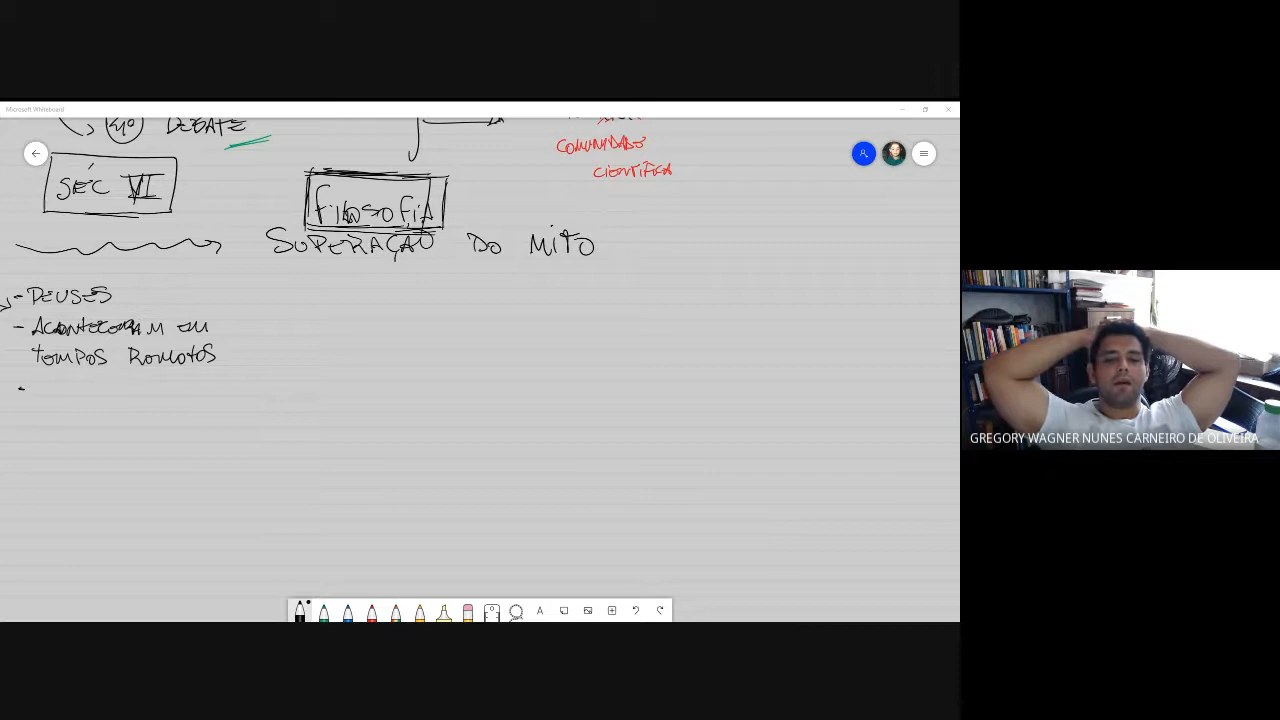 Microsoft Whiteboard
DEBATE
COMUNIDADE
CIENTÍFICA
SÉC VI
FILOSOFIA
SUPERAÇÃO DO MITO
- DEUSES
- ACONTECERAM EM
TEMPOS REMOTOS
-
GREGORY WAGNER NUNES CARNEIRO DE OLIVEIRA